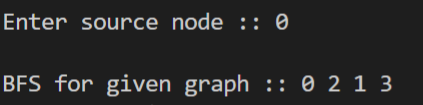 Enter source node :: 0
BFS for given graph :: 0 2 1 3